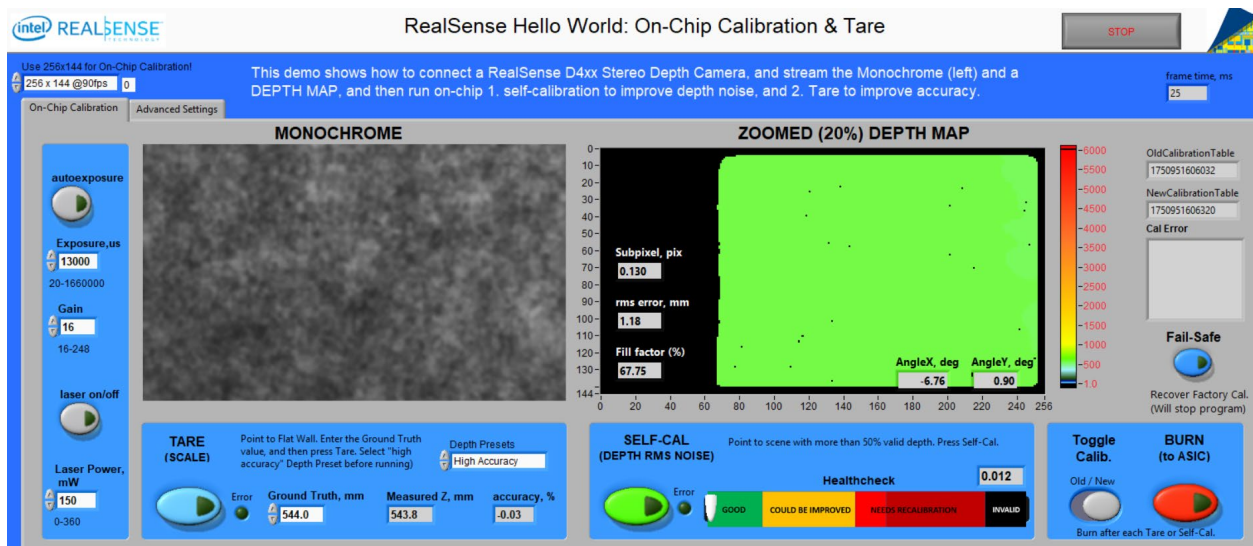 intel REALSENSE
TECHNOLOGY
RealSense Hello World: On-Chip Calibration & Tare
STOP
Use 256x144 for On-Chip Calibration!
256 x 144 @90fps 0
This demo shows how to connect a RealSense D4xx Stereo Depth Camera, and stream the Monochrome (left) and a
DEPTH MAP, and then run on-chip 1. self-calibration to improve depth noise, and 2. Tare to improve accuracy.
frame time, ms
25
On-Chip Calibration Advanced Settings
MONOCHROME
ZOOMED (20%) DEPTH MAP
autoexposure
Exposure,us
13000
20-1660000
Gain
16
16-248
laser on/off
Laser Power,
mW
150
0-360
0
10
20
30
40
50
60
70
80
90
100
110
120
130
144
Subpixel, pix
0.130
rms error, mm
1.18
Fill factor (%)
67.75
AngleX, deg AngleY, deg
-6.76 0.90
0 20 40 60 80 100 120 140 160 180 200 220 240 256
6000
5500
5000
4500
4000
3500
3000
2500
2000
1500
1000
500
1.0
OldCalibrationTable
1750951606032
NewCalibrationTable
1750951606320
Cal Error
Fail-Safe
Recover Factory Cal.
(Will stop program)
TARE
(SCALE)
Point to Flat Wall. Enter the Ground Truth
value, and then press Tare. Select "high
accuracy" Depth Preset before running)
Depth Presets
High Accuracy
Error
Ground Truth, mm Measured Z, mm accuracy, %
544.0 543.8 -0.03
SELF-CAL
(DEPTH RMS NOISE)
Point to scene with more than 50% valid depth. Press Self-Cal.
Error
Healthcheck 0.012
GOOD COULD BE IMPROVED NEEDS RECALIBRATION INVALID
Toggle
Calib.
Old / New
BURN
(to ASIC)
Burn after each Tare or Self-Cal.